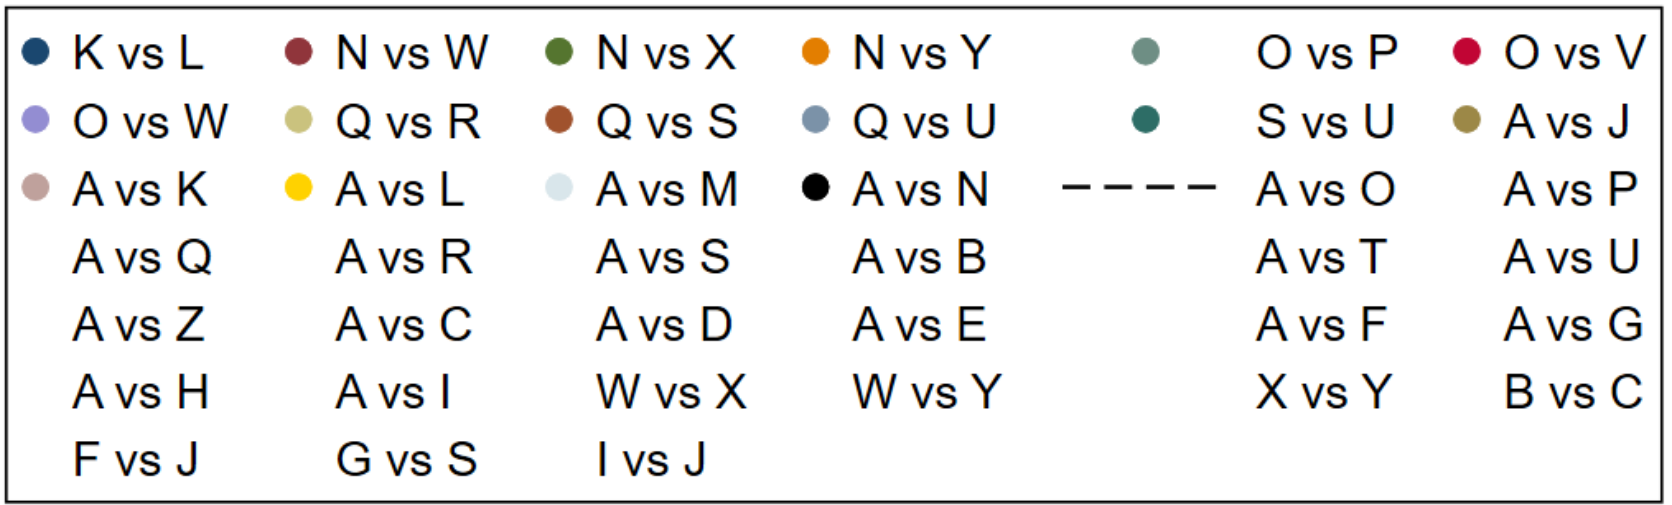 K vs L N vs W N vs X N vs Y O vs P O vs V
O vs W Q vs R Q vs S Q vs U S vs U A vs J
A vs K A vs L A vs M A vs N A vs O A vs P
A vs Q A vs R A vs S A vs B A vs T A vs U
A vs Z A vs C A vs D A vs E A vs F A vs G
A vs H A vs I W vs X W vs Y X vs Y B vs C
F vs J G vs S I vs J